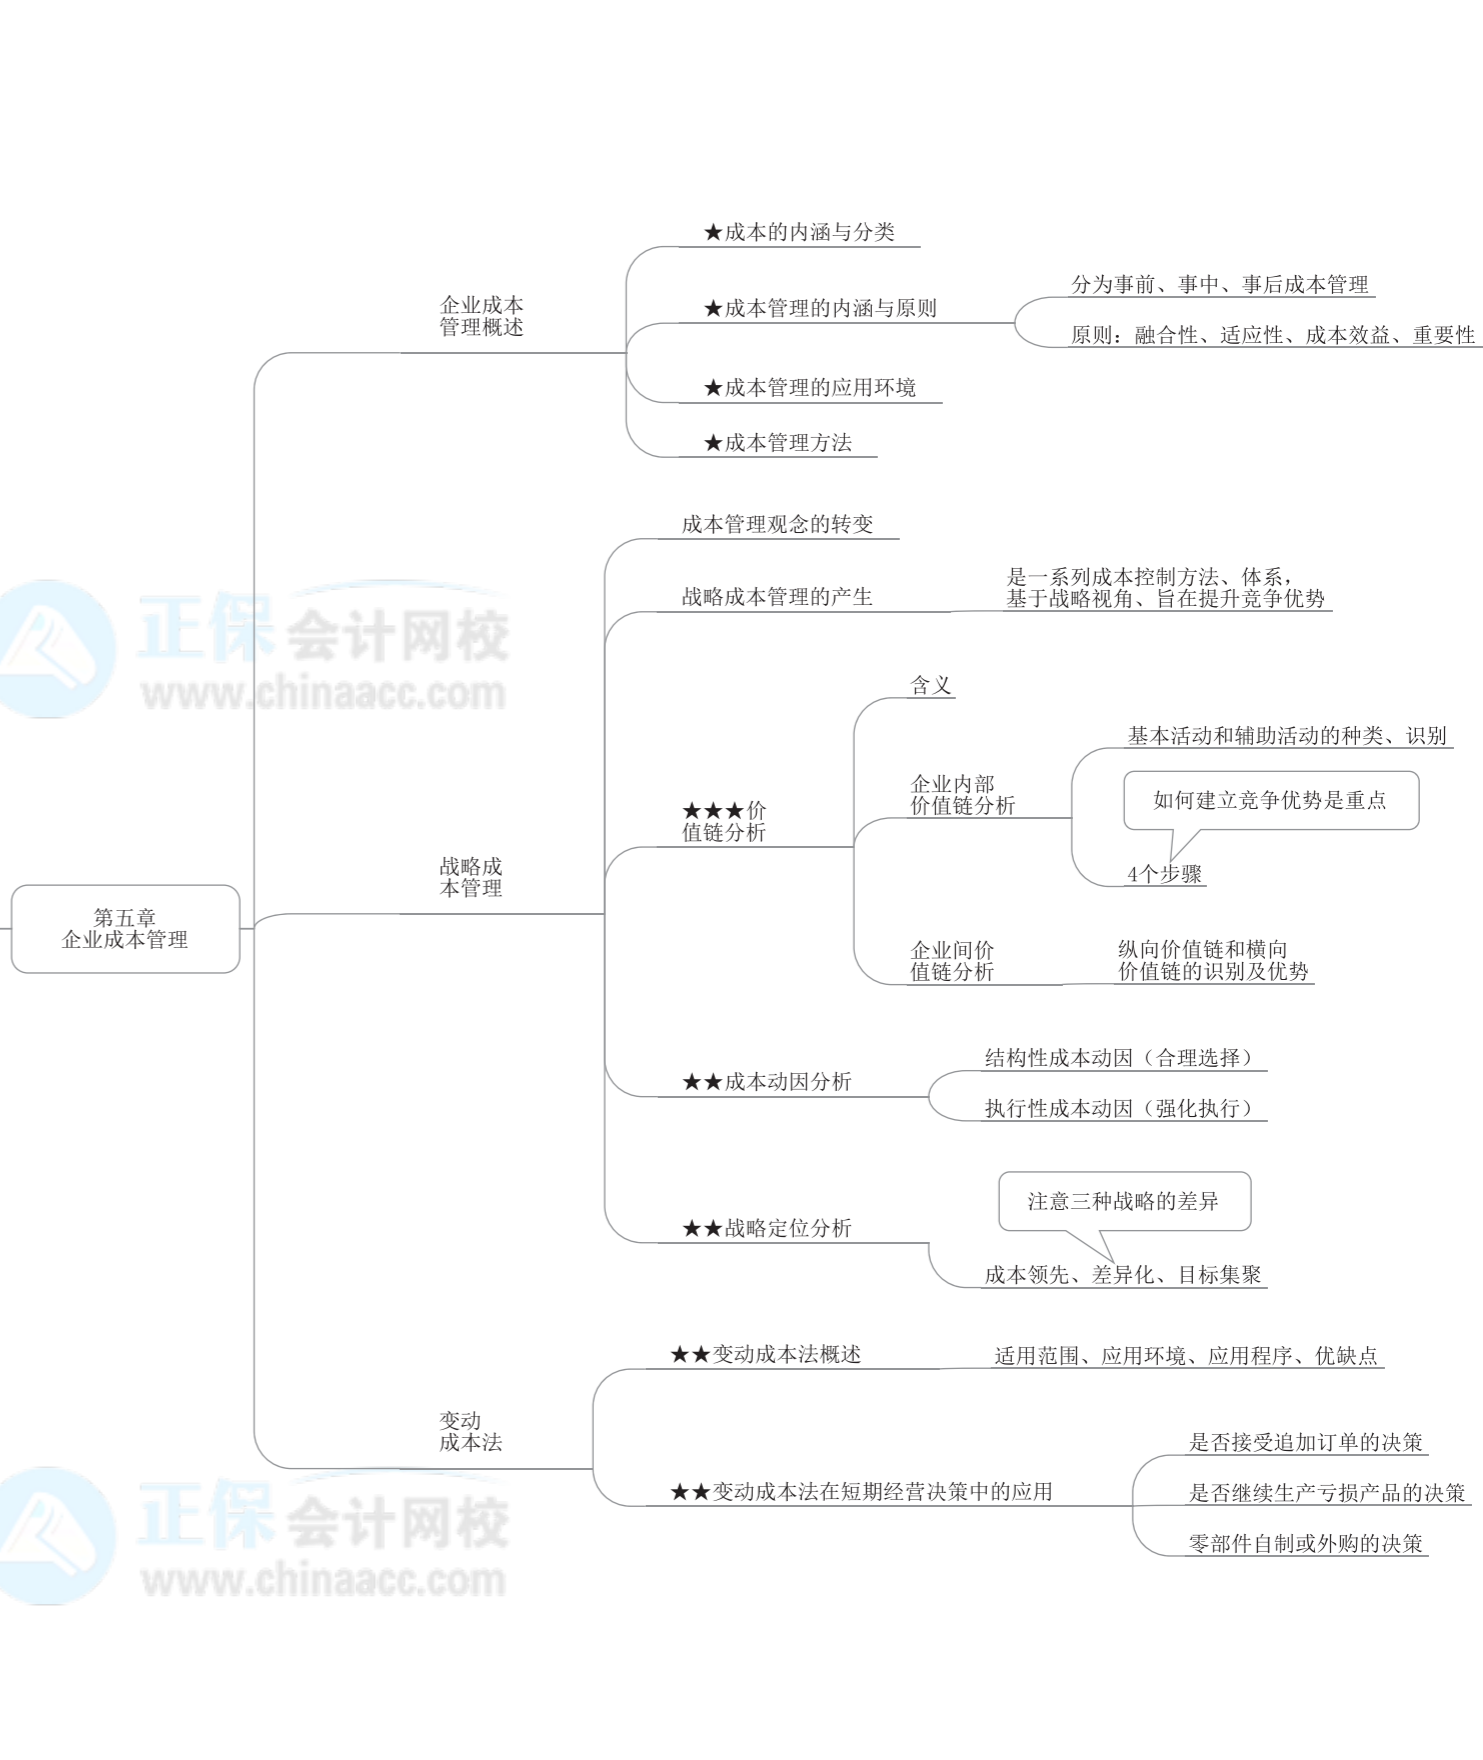 ★成本的内涵与分类
分为事前、事中、事后成本管理
企业成本
管理概述
★成本管理的内涵与原则
原则：融合性、适应性、成本效益、重要性
★成本管理的应用环境
★成本管理方法
成本管理观念的转变
战略成本管理的产生
是一系列成本控制方法、体系，
基于战略视角、旨在提升竞争优势
正保会计网校
www.chinaacc.com
含义
基本活动和辅助活动的种类、识别
企业内部
价值链分析
如何建立竞争优势是重点
★★★价
值链分析
4个步骤
战略成
本管理
第五章
企业成本管理
企业间价
值链分析
纵向价值链和横向
价值链的识别及优势
结构性成本动因（合理选择）
★★成本动因分析
执行性成本动因（强化执行）
注意三种战略的差异
★★战略定位分析
成本领先、差异化、目标集聚
★★变动成本法概述
适用范围、应用环境、应用程序、优缺点
变动
成本法
是否接受追加订单的决策
★★变动成本法在短期经营决策中的应用
是否继续生产亏损产品的决策
零部件自制或外购的决策
正保会计网校
www.chinaacc.com